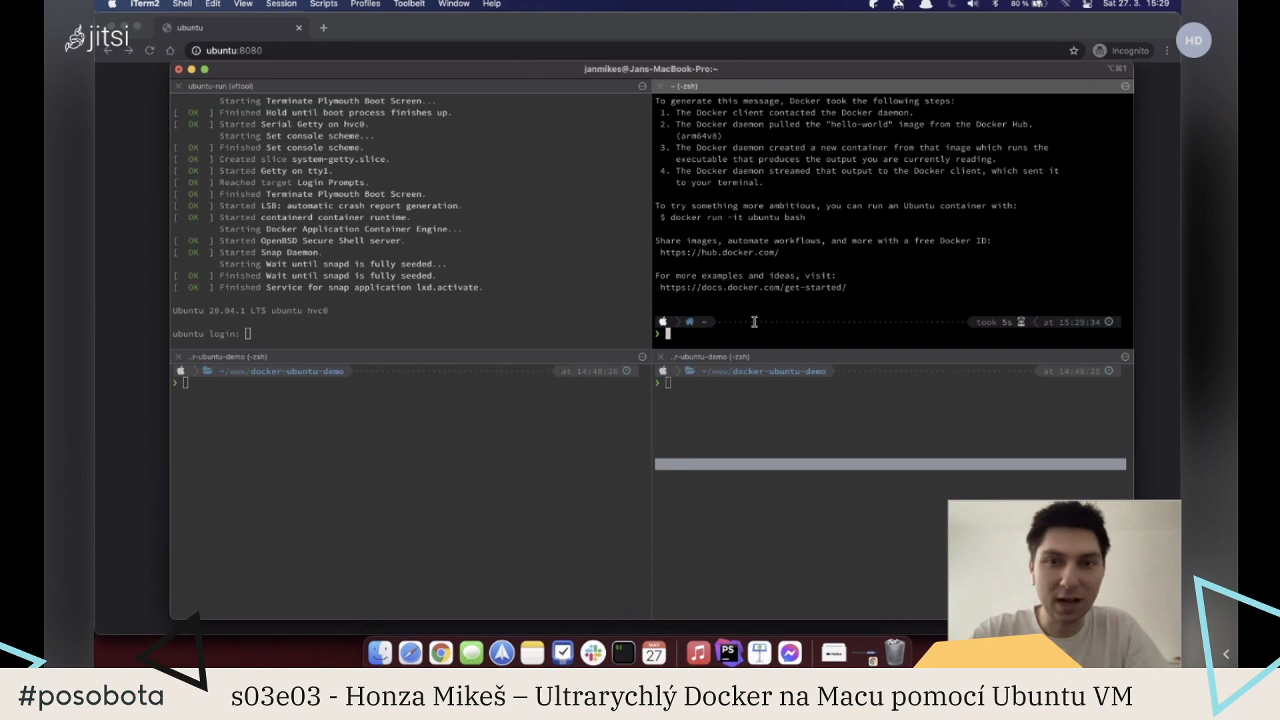 iTerm2 Shell Edit View Session Scripts Profiles Toolbelt Window Help 80 % Sat 27. 3. 15:29
jitsi
ubuntu
ubuntu:8080
Incognito
HD
janmikes@Jans-MacBook-Pro:~
⌥⌘1
ubuntu-run (vftool)
Starting Terminate Plymouth Boot Screen...
[ OK ] Finished Hold until boot process finishes up.
[ OK ] Started Serial Getty on hvc0.
Starting Set console scheme...
[ OK ] Finished Set console scheme.
[ OK ] Created slice system-getty.slice.
[ OK ] Started Getty on tty1.
[ OK ] Reached target Login Prompts.
[ OK ] Finished Terminate Plymouth Boot Screen.
[ OK ] Started LSB: automatic crash report generation.
[ OK ] Started containerd container runtime.
Starting Docker Application Container Engine...
[ OK ] Started OpenBSD Secure Shell server.
[ OK ] Started Snap Daemon.
Starting Wait until snapd is fully seeded...
[ OK ] Finished Wait until snapd is fully seeded.
[ OK ] Finished Service for snap application lxd.activate.
Ubuntu 20.04.1 LTS ubuntu hvc0
ubuntu login:
~ (-zsh)
To generate this message, Docker took the following steps:
1. The Docker client contacted the Docker daemon.
2. The Docker daemon pulled the "hello-world" image from the Docker Hub.
(arm64v8)
3. The Docker daemon created a new container from that image which runs the
executable that produces the output you are currently reading.
4. The Docker daemon streamed that output to the Docker client, which sent it
to your terminal.
To try something more ambitious, you can run an Ubuntu container with:
$ docker run -it ubuntu bash
Share images, automate workflows, and more with a free Docker ID:
https://hub.docker.com/
For more examples and ideas, visit:
https://docs.docker.com/get-started/
~ took 5s at 15:29:34
❯
..r-ubuntu-demo (-zsh)
~/www/docker-ubuntu-demo at 14:48:26
❯
..r-ubuntu-demo (-zsh)
~/www/docker-ubuntu-demo at 14:48:25
❯
PS
MAR
27
#posobota
s03e03 - Honza Mikeš – Ultrarychlý Docker na Macu pomocí Ubuntu VM